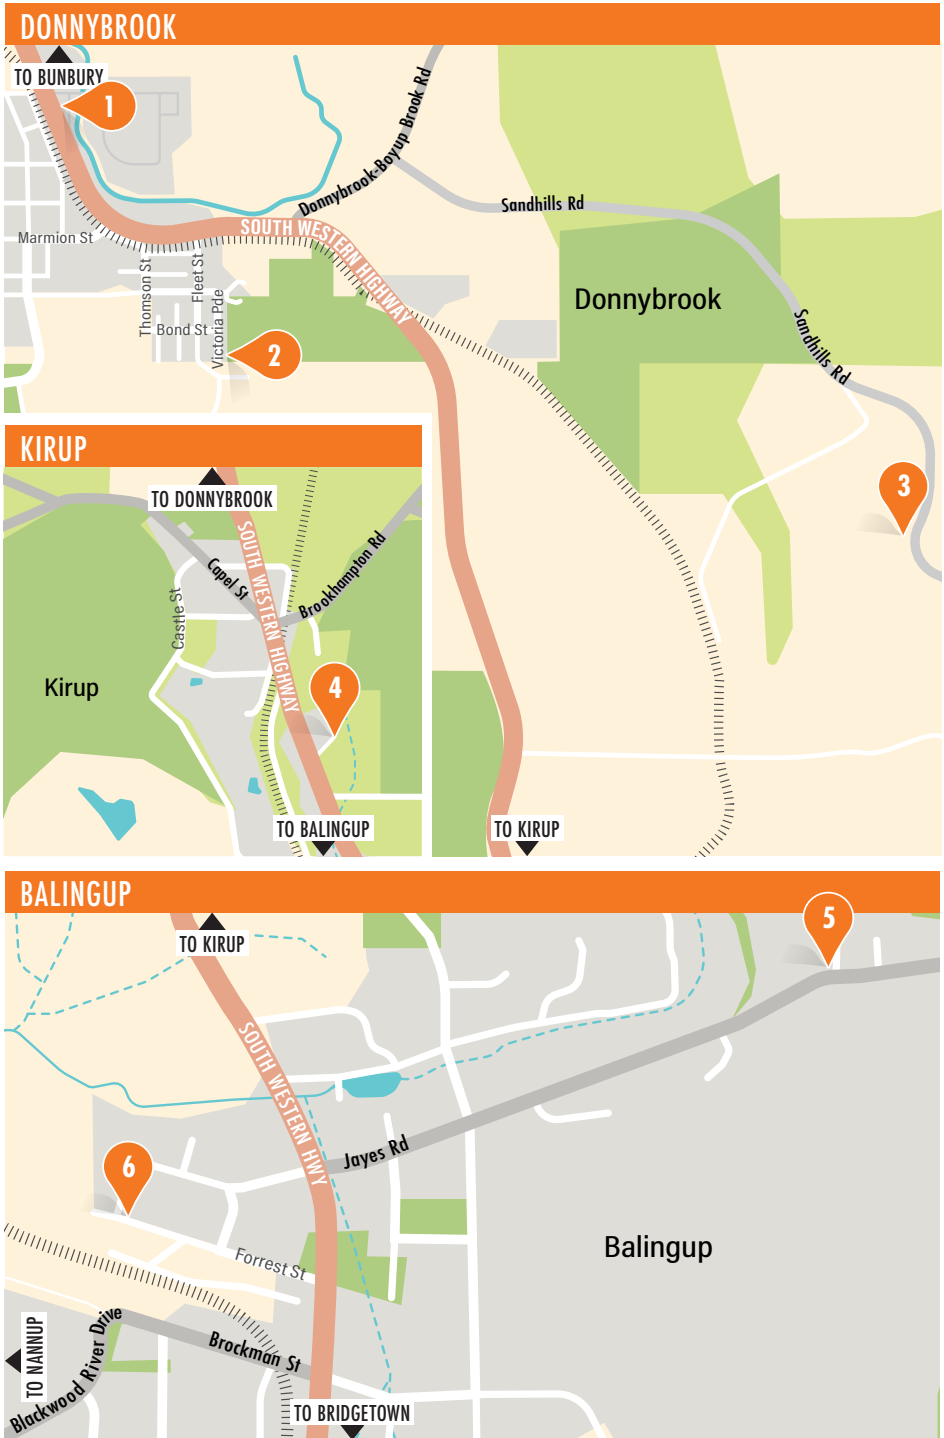 DONNYBROOK
TO BUNBURY
1
Donnybrook-Boyup Brook Rd
Sandhills Rd
Marmion St
SOUTH WESTERN HIGHWAY
Thomson St
Fleet St
Victoria Pde
Bond St
Donnybrook
Sandhills Rd
2
3
TO KIRUP
KIRUP
TO DONNYBROOK
SOUTH WESTERN HIGHWAY
Capel St
Brookhampton Rd
Castle St
Kirup
4
TO BALINGUP
BALINGUP
TO KIRUP
5
SOUTH WESTERN HWY
Jayes Rd
6
Forrest St
Balingup
TO NANNUP
Blackwood River Drive
Brockman St
TO BRIDGETOWN